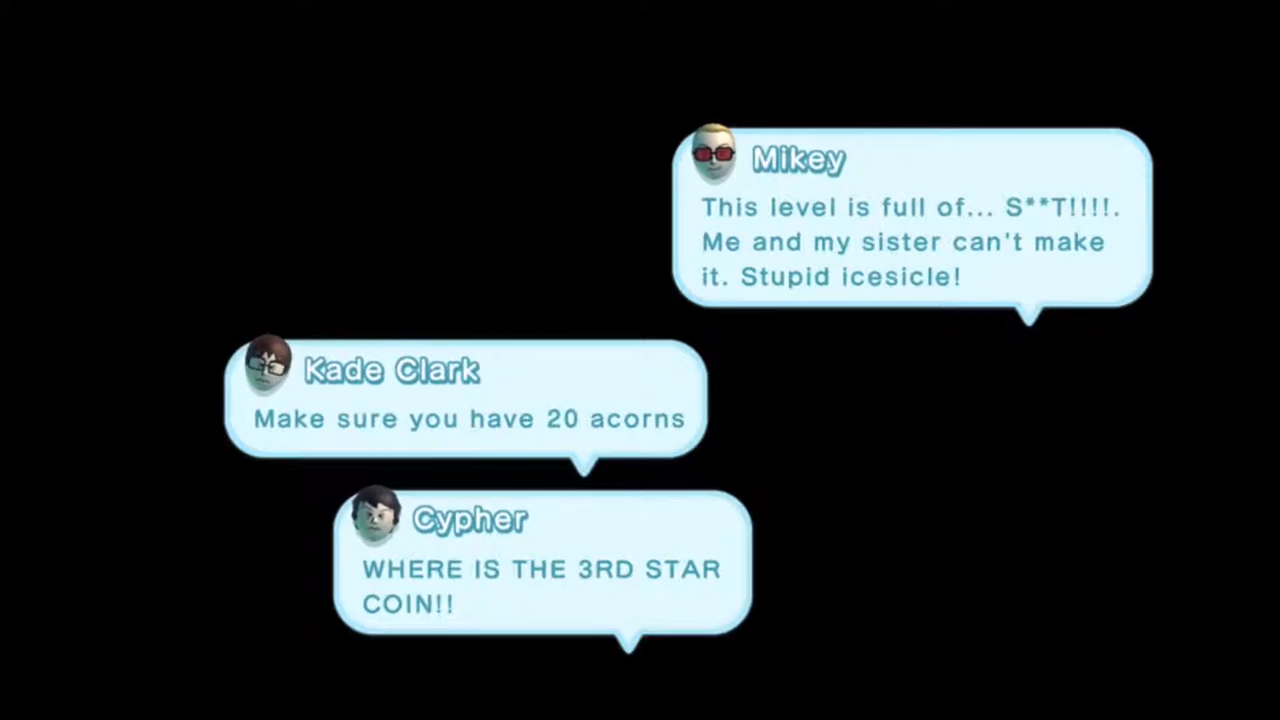 Mikey
This level is full of... S**T!!!!.
Me and my sister can't make
it. Stupid icesicle!
Kade Clark
Make sure you have 20 acorns
Cypher
WHERE IS THE 3RD STAR
COIN!!